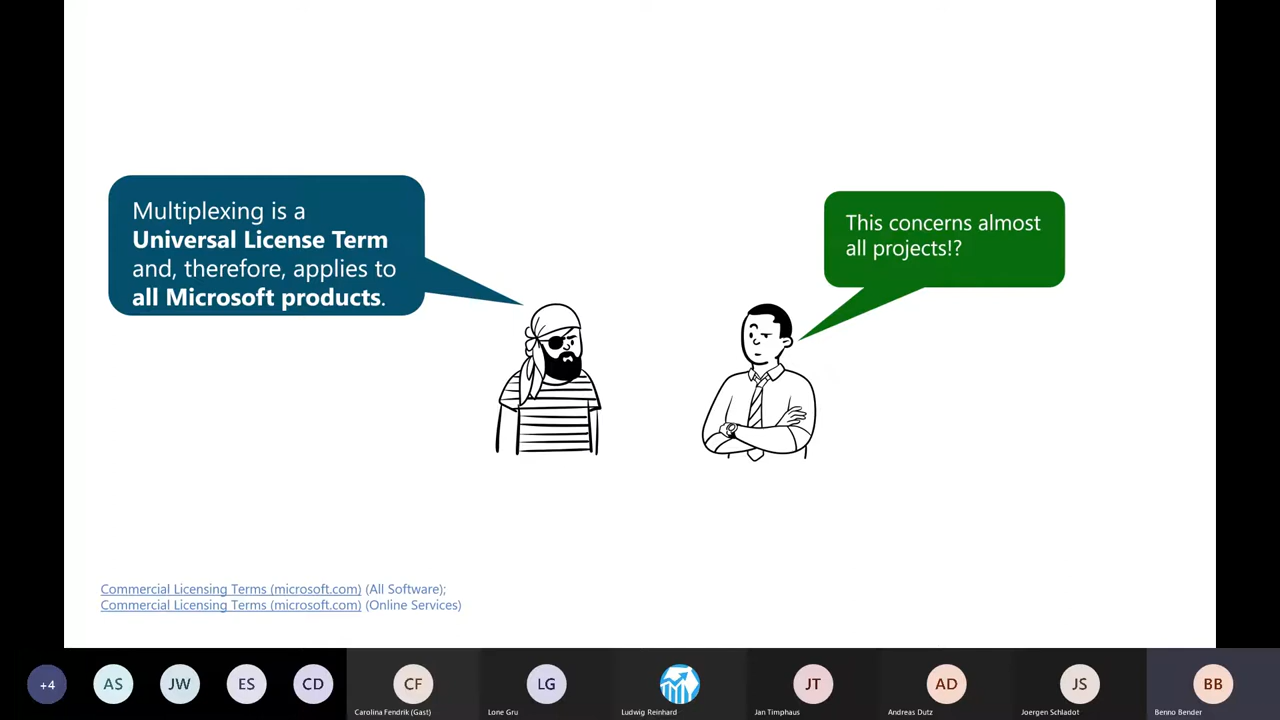 Multiplexing is a
Universal License Term
and, therefore, applies to
all Microsoft products.
This concerns almost
all projects!?
Commercial Licensing Terms (microsoft.com) (All Software);
Commercial Licensing Terms (microsoft.com) (Online Services)
+4
AS
JW
ES
CD
CF
LG
JT
AD
JS
BB
Carolina Fendrik (Gast)
Lone Gru
Ludwig Reinhard
Jan Timphaus
Andreas Dutz
Joergen Schladot
Benno Bender